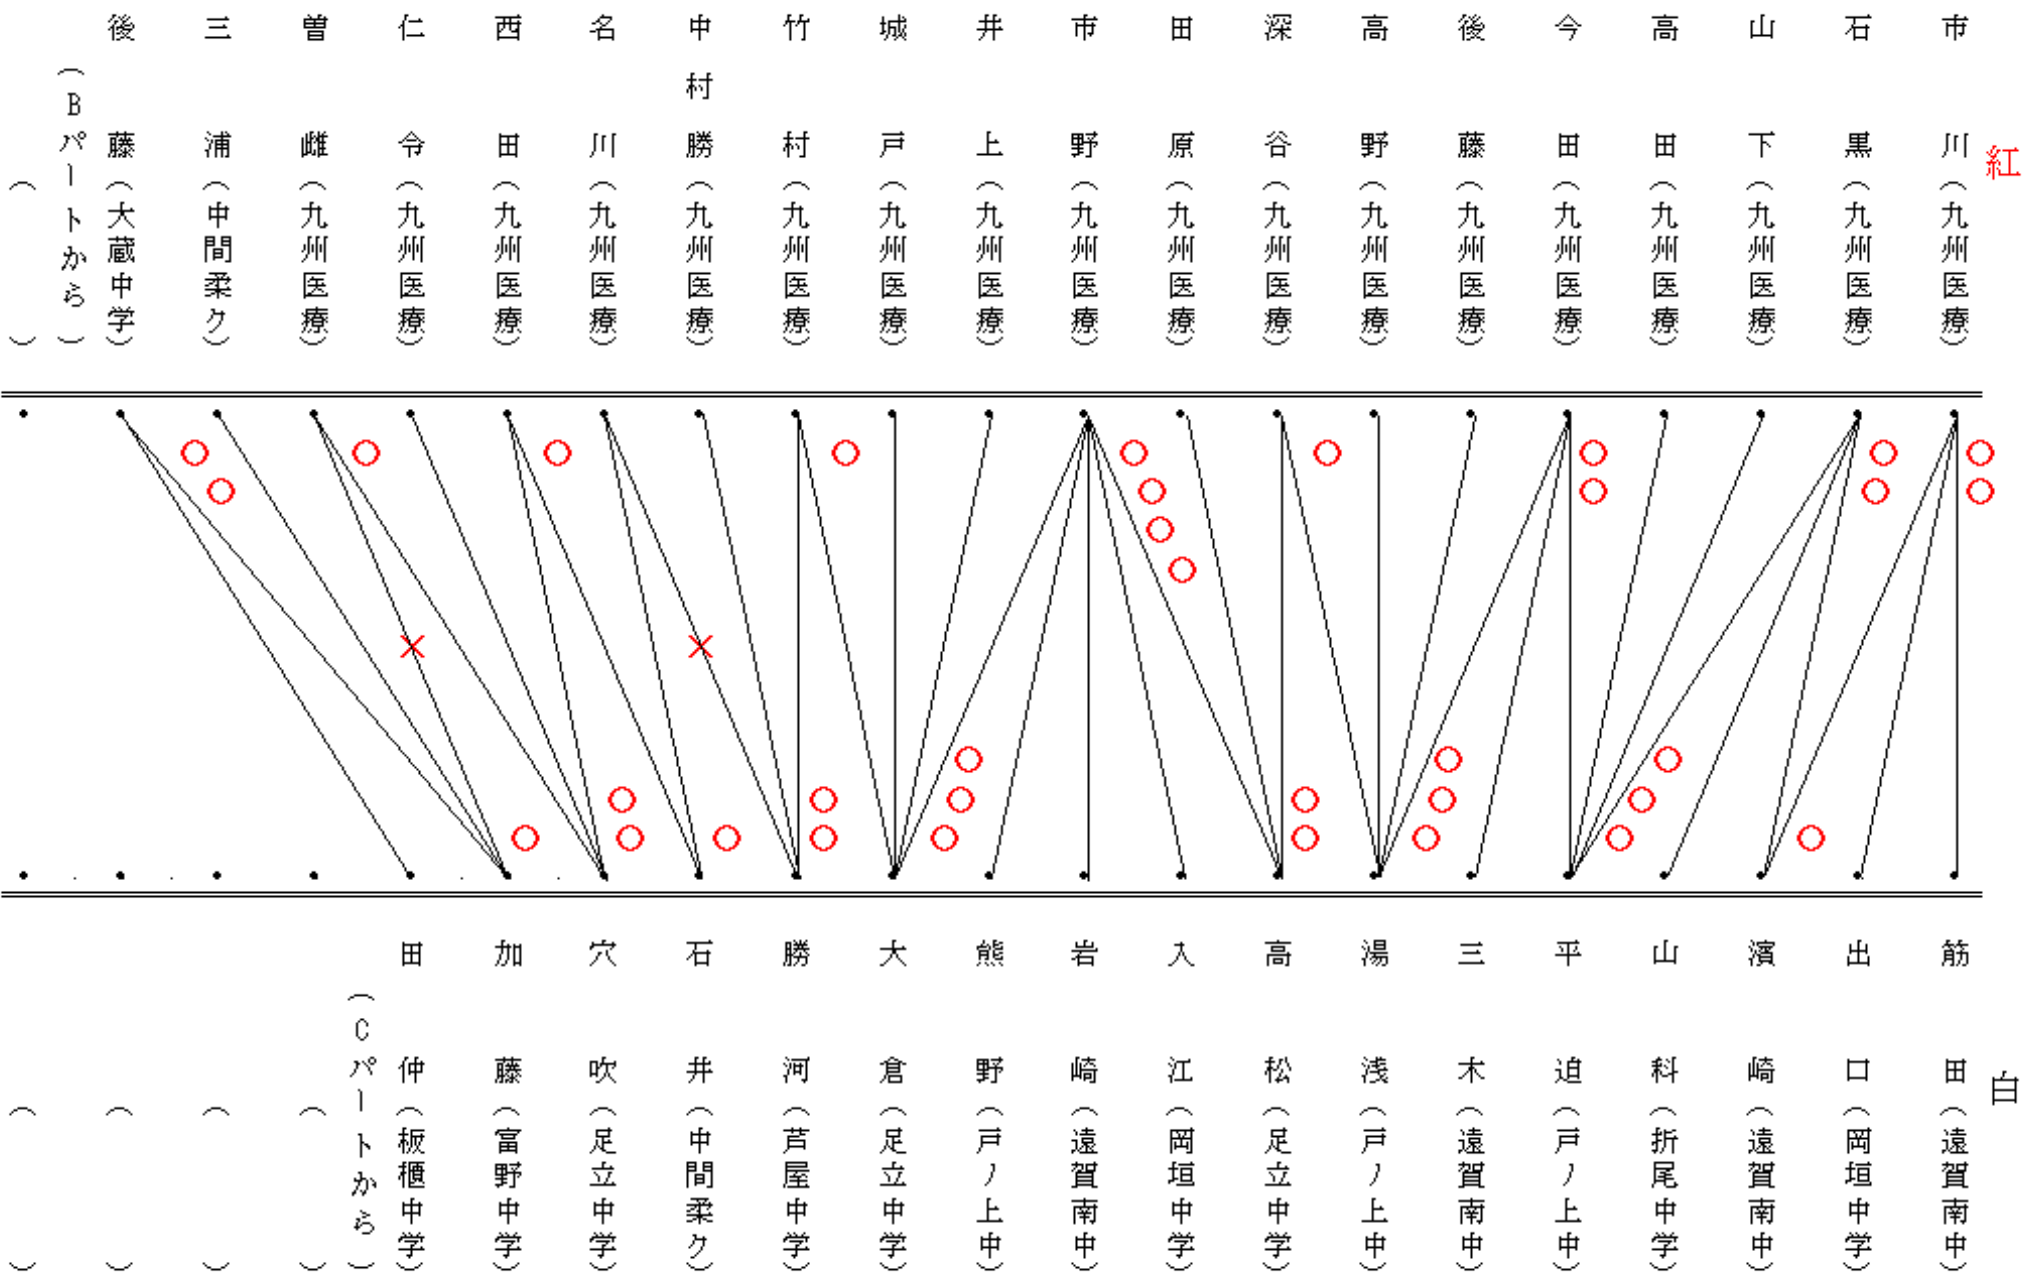 紅
市川（九州医療）
石黒（九州医療）
山下（九州医療）
高田（九州医療）
今田（九州医療）
後藤（九州医療）
高野（九州医療）
深谷（九州医療）
田原（九州医療）
市野（九州医療）
井上（九州医療）
城戸（九州医療）
竹村（九州医療）
中村勝（九州医療）
名川（九州医療）
西田（九州医療）
仁令（九州医療）
曽雌（九州医療）
三浦（中間柔ク）
後藤（大蔵中学）
（Bパートから）
（　）
白
筋田（遠賀南中）
出口（岡垣中学）
濱崎（遠賀南中）
山科（折尾中学）
平迫（戸ノ上中）
三木（遠賀南中）
湯浅（戸ノ上中）
高松（足立中学）
入江（岡垣中学）
岩崎（遠賀南中）
熊野（戸ノ上中）
大倉（足立中学）
勝河（芦屋中学）
石井（中間柔ク）
穴吹（足立中学）
加藤（富野中学）
田仲（板櫃中学）
（Cパートから）
（　）
（　）
（　）
（　）